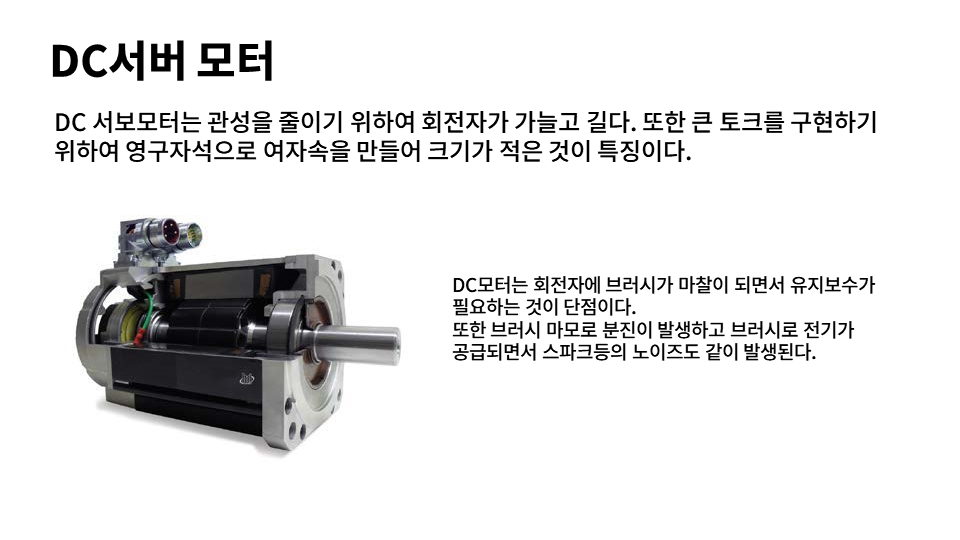 DC서버 모터
DC 서보모터는 관성을 줄이기 위하여 회전자가 가늘고 길다. 또한 큰 토크를 구현하기
위하여 영구자석으로 여자속을 만들어 크기가 적은 것이 특징이다.
DC모터는 회전자에 브러시가 마찰이 되면서 유지보수가
필요하는 것이 단점이다.
또한 브러시 마모로 분진이 발생하고 브러시로 전기가
공급되면서 스파크등의 노이즈도 같이 발생된다.